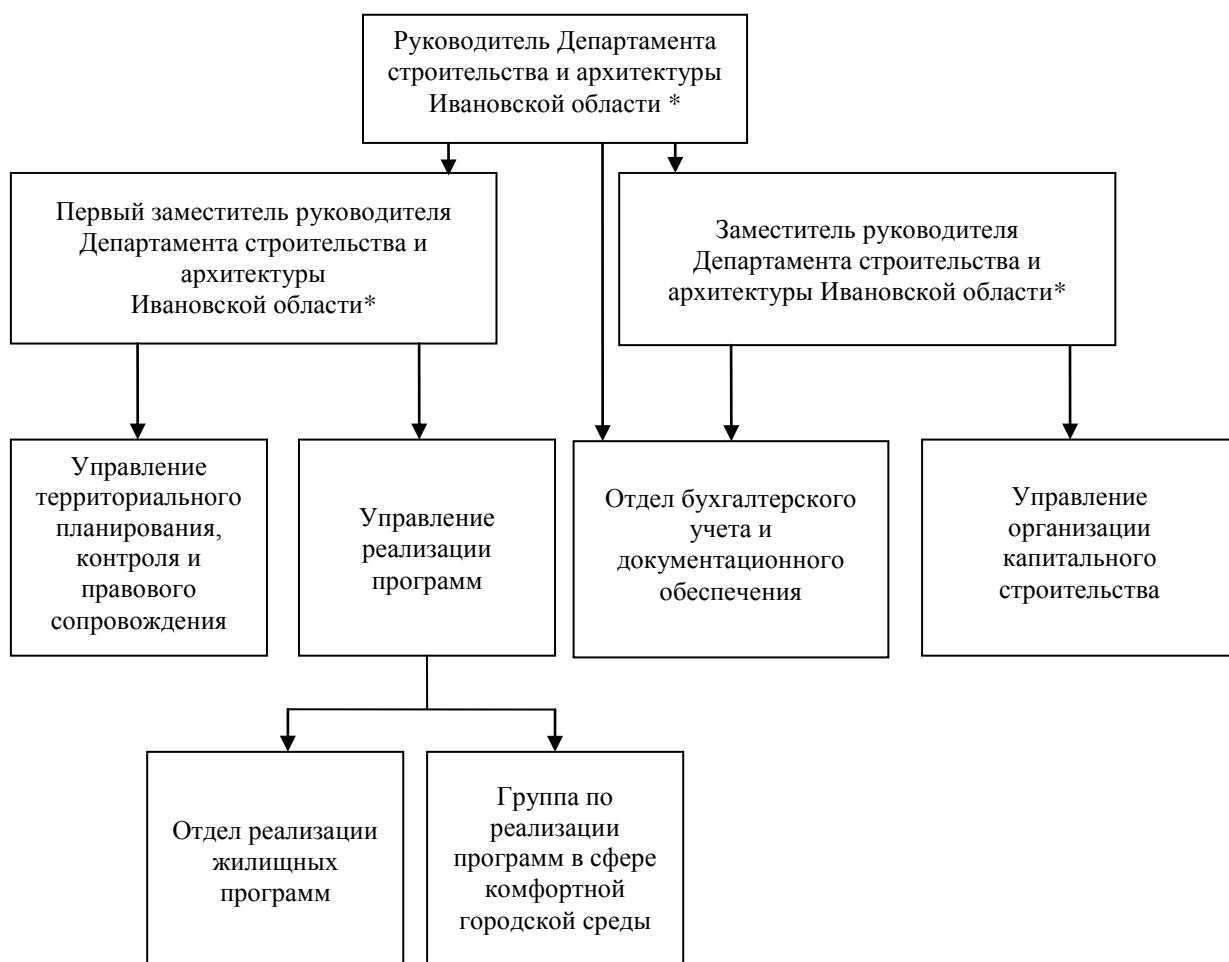 Руководитель Департамента
строительства и архитектуры
Ивановской области *
Первый заместитель руководителя
Департамента строительства и
архитектуры
Ивановской области*
Заместитель руководителя
Департамента строительства и
архитектуры Ивановской области*
Управление
территориального
планирования,
контроля и
правового
сопровождения
Управление
реализации
программ
Отдел бухгалтерского
учета и
документационного
обеспечения
Управление
организации
капитального
строительства
Отдел реализации
жилищных
программ
Группа по
реализации
программ в сфере
комфортной
городской среды